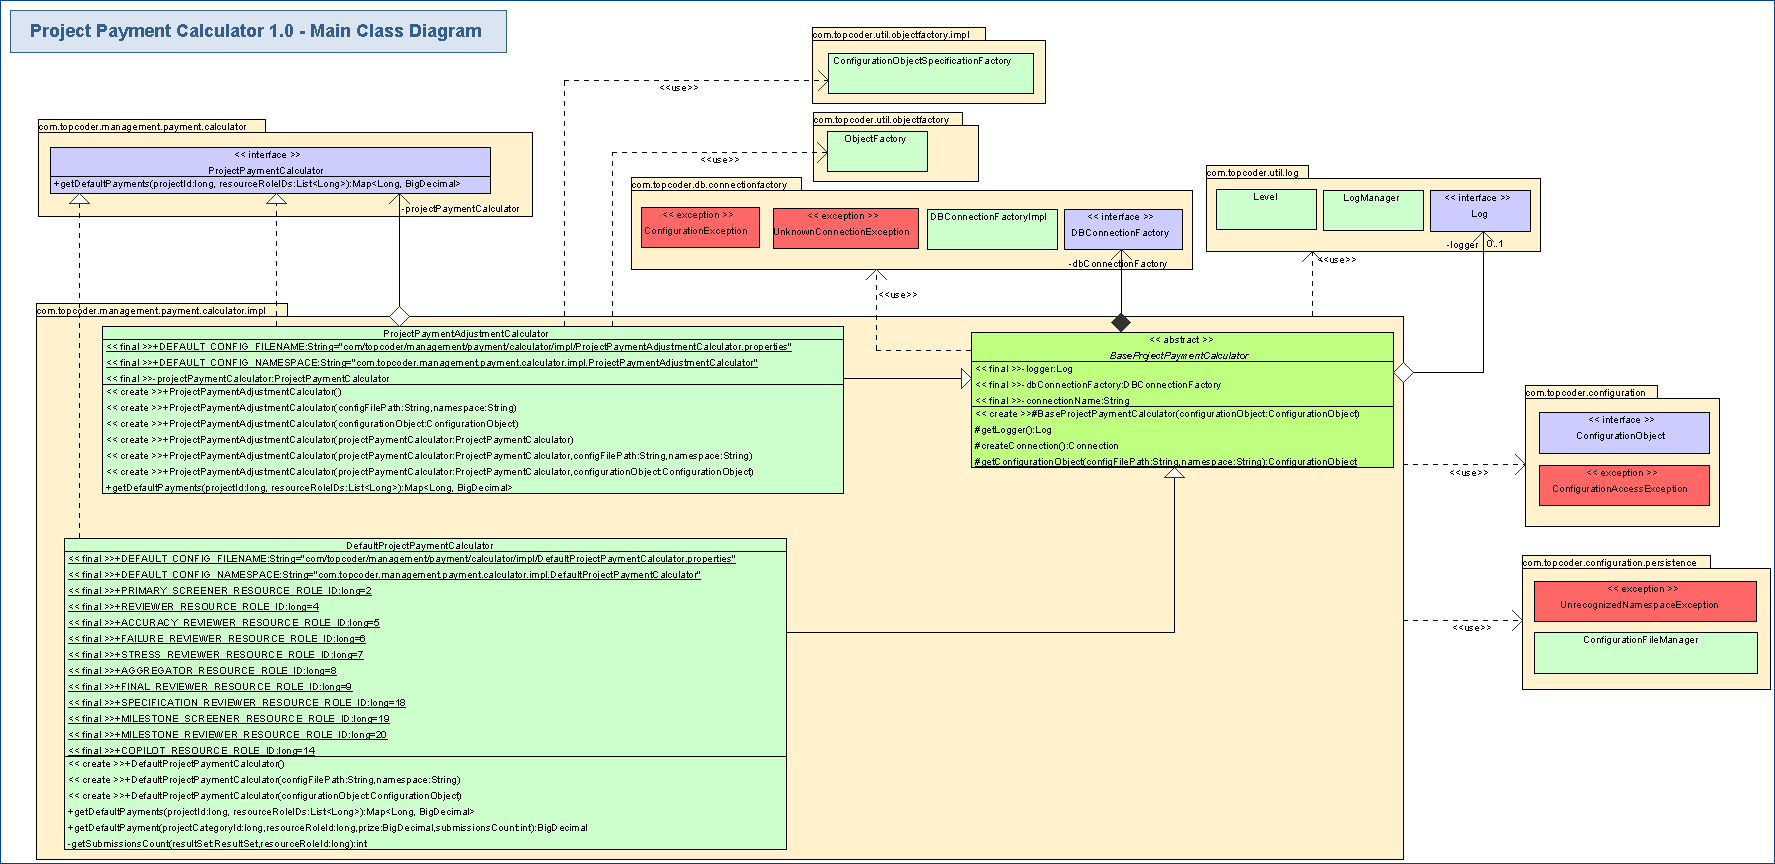 Project Payment Calculator 1.0 - Main Class Diagram
com.topcoder.util.objectfactory.impl
ConfigurationObjectSpecificationFactory
<<use>>
com.topcoder.util.objectfactory
ObjectFactory
<<use>>
com.topcoder.management.payment.calculator
<< interface >>
ProjectPaymentCalculator
+getDefaultPayments(projectId:long, resourceRoleIDs:List<Long>):Map<Long, BigDecimal>
-projectPaymentCalculator
com.topcoder.db.connectionfactory
<< exception >>
ConfigurationException
<< exception >>
UnknownConnectionException
DBConnectionFactoryImpl
<< interface >>
DBConnectionFactory
-dbConnectionFactory
<<use>>
com.topcoder.util.log
Level
LogManager
<< interface >>
Log
-logger
0..1
<<use>>
com.topcoder.management.payment.calculator.impl
ProjectPaymentAdjustmentCalculator
<< final >>+DEFAULT_CONFIG_FILENAME:String="com/topcoder/management/payment/calculator/impl/ProjectPaymentAdjustmentCalculator.properties"
<< final >>+DEFAULT_CONFIG_NAMESPACE:String="com.topcoder.management.payment.calculator.impl.ProjectPaymentAdjustmentCalculator"
<< final >>-projectPaymentCalculator:ProjectPaymentCalculator
<< create >>+ProjectPaymentAdjustmentCalculator()
<< create >>+ProjectPaymentAdjustmentCalculator(configFilePath:String,namespace:String)
<< create >>+ProjectPaymentAdjustmentCalculator(configurationObject:ConfigurationObject)
<< create >>+ProjectPaymentAdjustmentCalculator(projectPaymentCalculator:ProjectPaymentCalculator)
<< create >>+ProjectPaymentAdjustmentCalculator(projectPaymentCalculator:ProjectPaymentCalculator,configFilePath:String,namespace:String)
<< create >>+ProjectPaymentAdjustmentCalculator(projectPaymentCalculator:ProjectPaymentCalculator,configurationObject:ConfigurationObject)
+getDefaultPayments(projectId:long, resourceRoleIDs:List<Long>):Map<Long, BigDecimal>
<< abstract >>
BaseProjectPaymentCalculator
<< final >>-logger:Log
<< final >>-dbConnectionFactory:DBConnectionFactory
<< final >>-connectionName:String
<< create >>#BaseProjectPaymentCalculator(configurationObject:ConfigurationObject)
#getLogger():Log
#createConnection():Connection
#getConfigurationObject(configFilePath:String,namespace:String):ConfigurationObject
com.topcoder.configuration
<< interface >>
ConfigurationObject
<< exception >>
ConfigurationAccessException
<<use>>
com.topcoder.configuration.persistence
<< exception >>
UnrecognizedNamespaceException
ConfigurationFileManager
<<use>>
DefaultProjectPaymentCalculator
<< final >>+DEFAULT_CONFIG_FILENAME:String="com/topcoder/management/payment/calculator/impl/DefaultProjectPaymentCalculator.properties"
<< final >>+DEFAULT_CONFIG_NAMESPACE:String="com.topcoder.management.payment.calculator.impl.DefaultProjectPaymentCalculator"
<< final >>+PRIMARY_SCREENER_RESOURCE_ROLE_ID:long=2
<< final >>+REVIEWER_RESOURCE_ROLE_ID:long=4
<< final >>+ACCURACY_REVIEWER_RESOURCE_ROLE_ID:long=5
<< final >>+FAILURE_REVIEWER_RESOURCE_ROLE_ID:long=6
<< final >>+STRESS_REVIEWER_RESOURCE_ROLE_ID:long=7
<< final >>+AGGREGATOR_RESOURCE_ROLE_ID:long=8
<< final >>+FINAL_REVIEWER_RESOURCE_ROLE_ID:long=9
<< final >>+SPECIFICATION_REVIEWER_RESOURCE_ROLE_ID:long=18
<< final >>+MILESTONE_SCREENER_RESOURCE_ROLE_ID:long=19
<< final >>+MILESTONE_REVIEWER_RESOURCE_ROLE_ID:long=20
<< final >>+COPILOT_RESOURCE_ROLE_ID:long=14
<< create >>+DefaultProjectPaymentCalculator()
<< create >>+DefaultProjectPaymentCalculator(configFilePath:String,namespace:String)
<< create >>+DefaultProjectPaymentCalculator(configurationObject:ConfigurationObject)
+getDefaultPayments(projectId:long, resourceRoleIDs:List<Long>):Map<Long, BigDecimal>
+getDefaultPayment(projectCategoryId:long,resourceRoleId:long,prize:BigDecimal,submissionsCount:int):BigDecimal
-getSubmissionsCount(resultSet:ResultSet,resourceRoleId:long):int